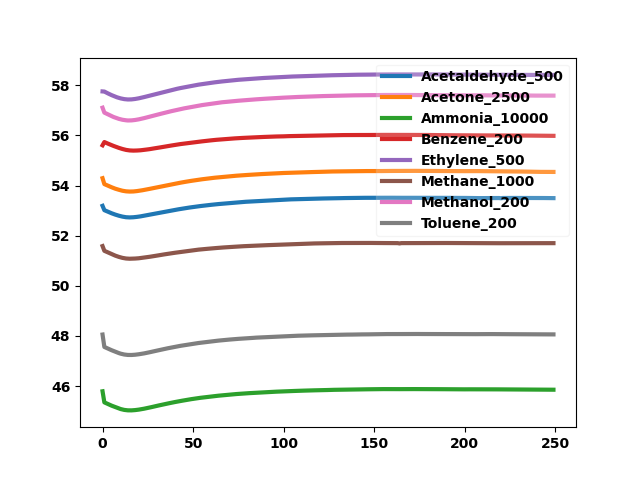 58
56
54
52
50
48
46
0 50 100 150 200 250
Acetaldehyde_500
Acetone_2500
Ammonia_10000
Benzene_200
Ethylene_500
Methane_1000
Methanol_200
Toluene_200